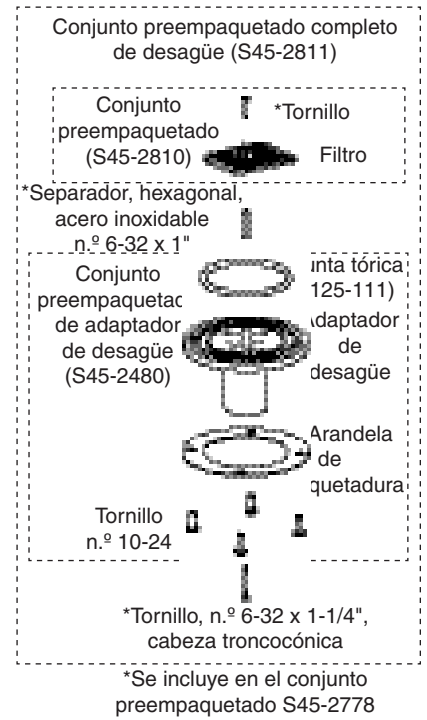 Conjunto preempaquetado completo
de desagüe (S45-2811)
Conjunto
preempaquetado
(S45-2810)
*Tornillo
Filtro
*Separador, hexagonal,
acero inoxidable
n.º 6-32 x 1"
Conjunto
preempaquetad
de adaptador
de desagüe
(S45-2480)
unta tórica
125-111)
Adaptador
de
desagüe
Arandela
de
quetadura
Tornillo
n.º 10-24
*Tornillo, n.º 6-32 x 1-1/4",
cabeza troncocónica
*Se incluye en el conjunto
preempaquetado S45-2778